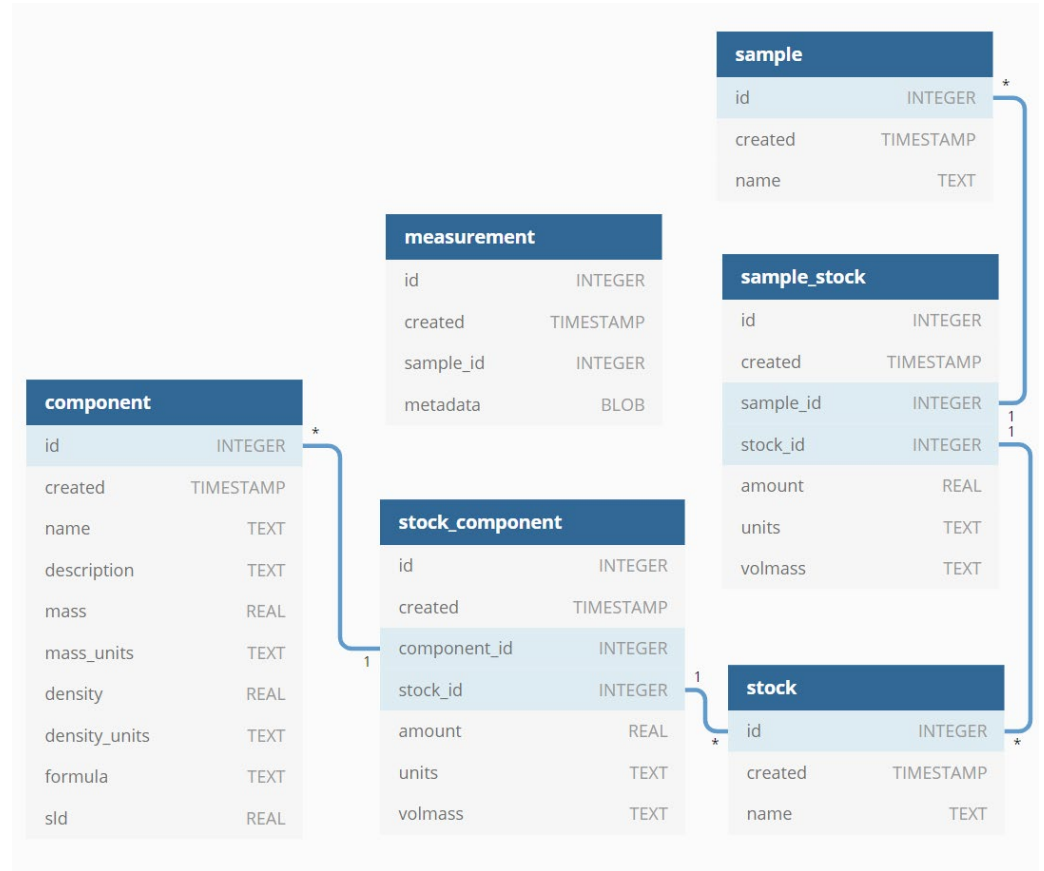 sample
id INTEGER *
created TIMESTAMP
name TEXT
measurement
id INTEGER
created TIMESTAMP
sample_id INTEGER
metadata BLOB
sample_stock
id INTEGER
created TIMESTAMP
sample_id INTEGER 1
stock_id INTEGER 1
amount REAL
units TEXT
volmass TEXT
component
id INTEGER *
created TIMESTAMP
name TEXT
description TEXT
mass REAL
mass_units TEXT
density REAL
density_units TEXT
formula TEXT
sld REAL
stock_component
id INTEGER
created TIMESTAMP
1 component_id INTEGER
stock_id INTEGER 1
amount REAL
units TEXT
volmass TEXT
stock
* id INTEGER *
created TIMESTAMP
name TEXT